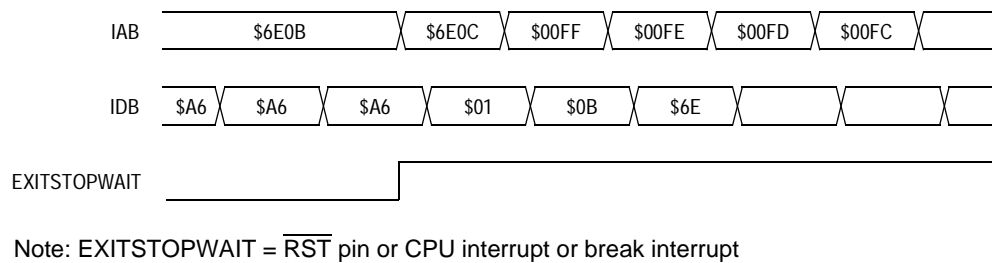 IAB $6E0B $6E0C $00FF $00FE $00FD $00FC
IDB $A6 $A6 $A6 $01 $0B $6E
EXITSTOPWAIT
Note: EXITSTOPWAIT = RST pin or CPU interrupt or break interrupt